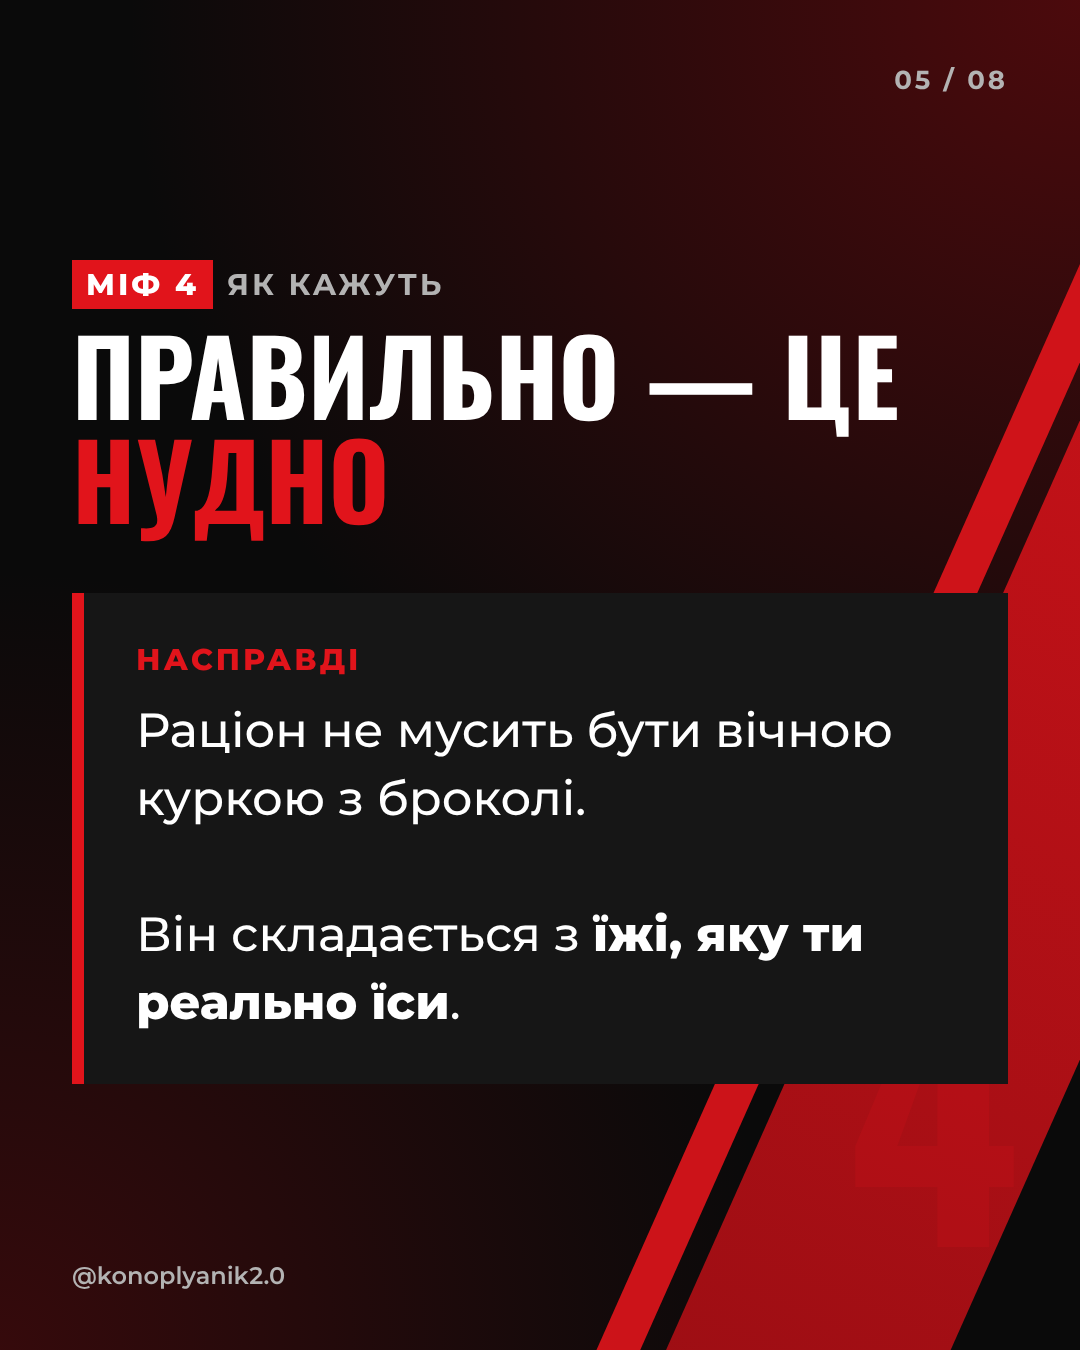 05 / 08
МІФ 4 ЯК КАЖУТЬ
ПРАВИЛЬНО — ЦЕ
НУДНО
НАСПРАВДІ
Раціон не мусить бути вічною
куркою з броколі.
Він складається з їжі, яку ти
реально їси.
4
@konoplyanik2.0